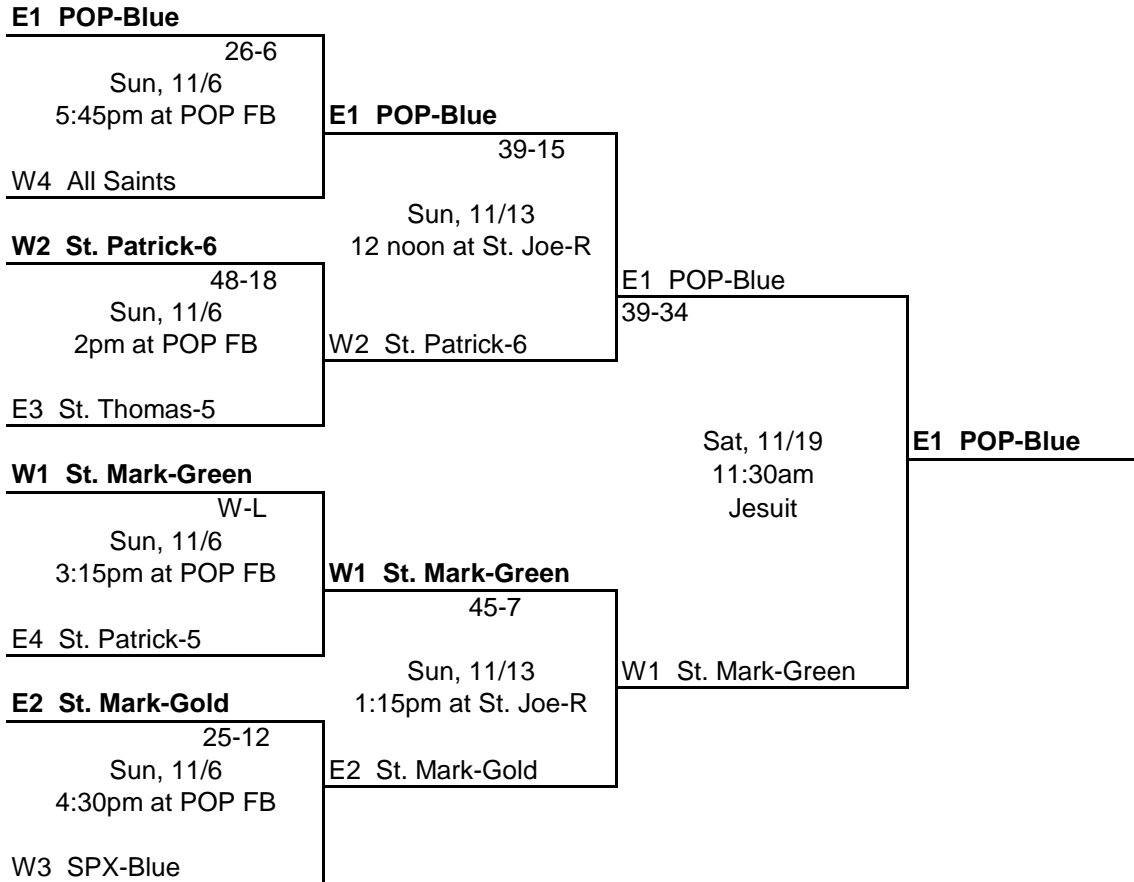 E1 POP-Blue
26-6
Sun, 11/6
5:45pm at POP FB
E1 POP-Blue
39-15
W4 All Saints
Sun, 11/13
W2 St. Patrick-6
12 noon at St. Joe-R
48-18
E1 POP-Blue
Sun, 11/6
39-34
2pm at POP FB
W2 St. Patrick-6
E3 St. Thomas-5
Sat, 11/19
E1 POP-Blue
W1 St. Mark-Green
11:30am
W-L
Jesuit
Sun, 11/6
3:15pm at POP FB
W1 St. Mark-Green
45-7
E4 St. Patrick-5
Sun, 11/13
W1 St. Mark-Green
E2 St. Mark-Gold
1:15pm at St. Joe-R
25-12
Sun, 11/6
E2 St. Mark-Gold
4:30pm at POP FB
W3 SPX-Blue